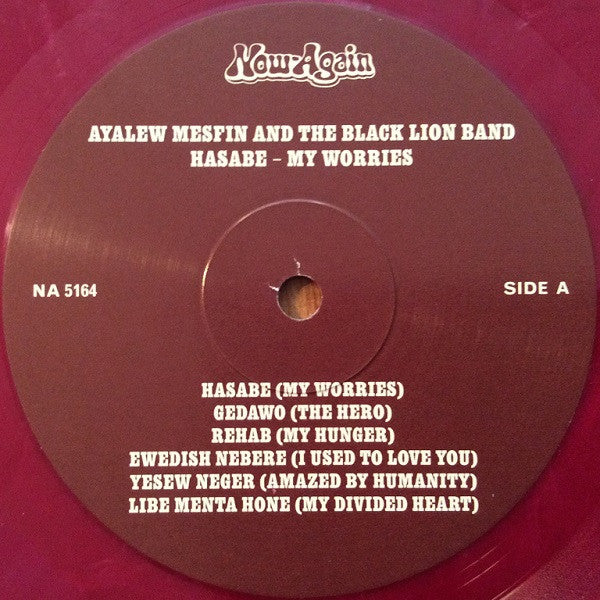 Now-Again
AYALEW MESFIN AND THE BLACK LION BAND
HASABE – MY WORRIES
NA 5164
SIDE A
HASABE (MY WORRIES)
GEDAWO (THE HERO)
REHAB (MY HUNGER)
EWEDISH NEBERE (I USED TO LOVE YOU)
YESEW NEGER (AMAZED BY HUMANITY)
LIBE MENTA HONE (MY DIVIDED HEART)